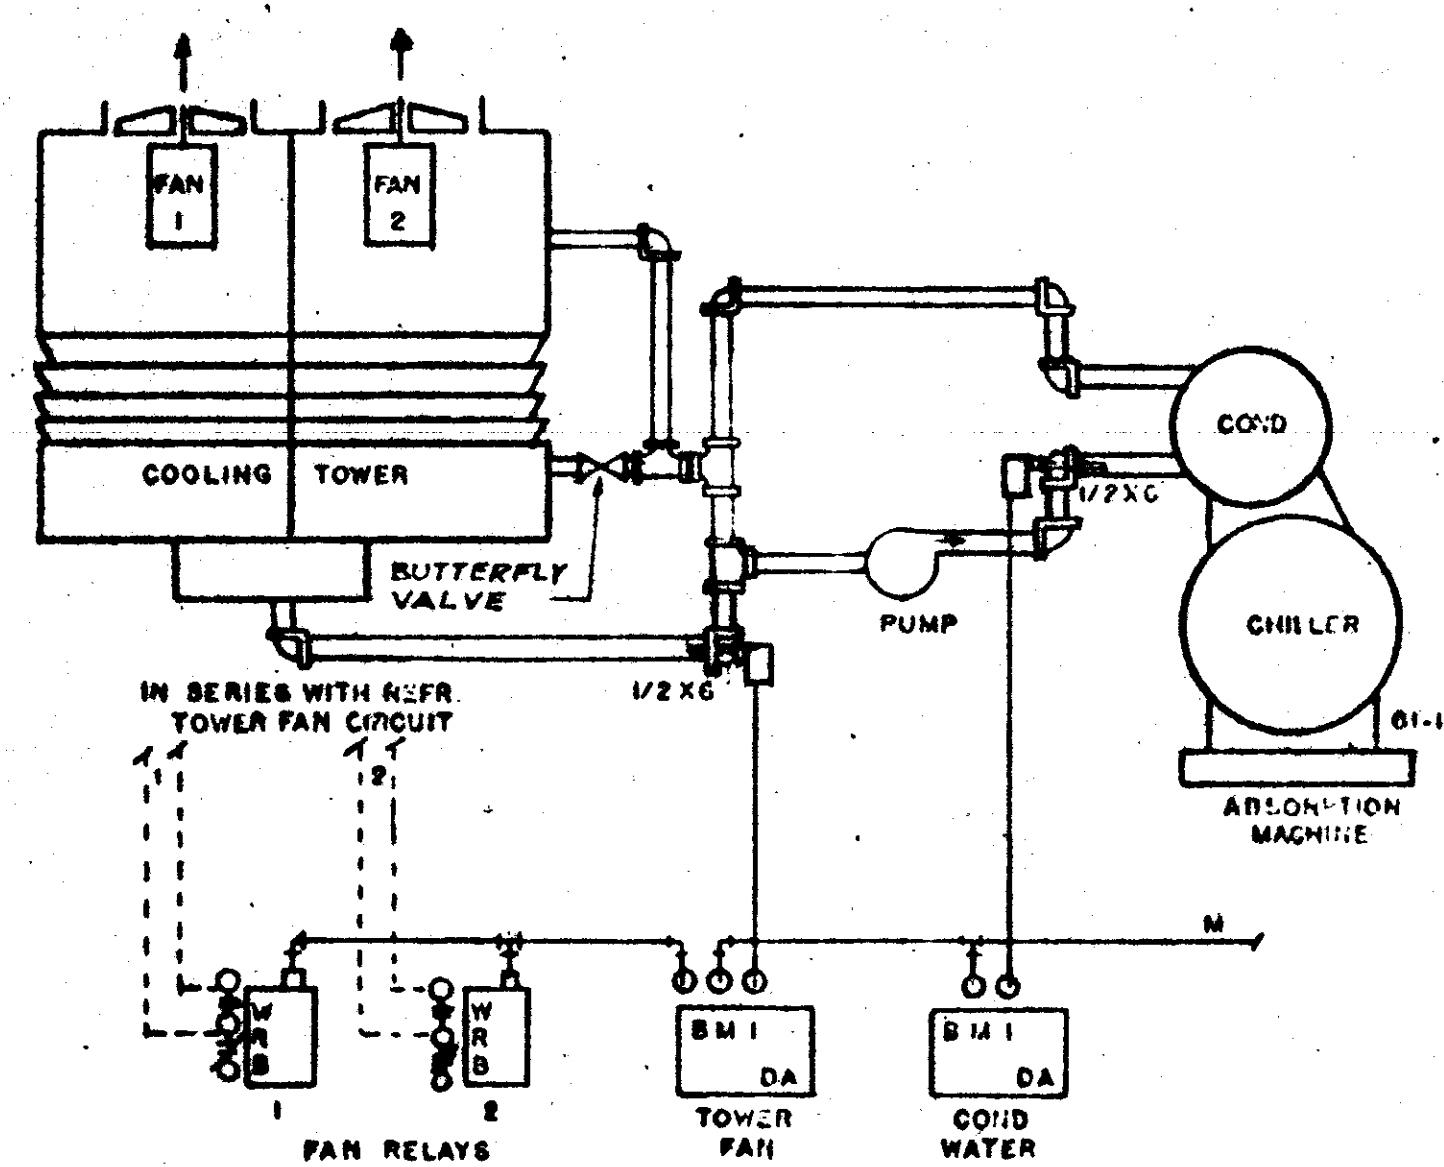 FAN
1
FAN
2
COND
COOLING TOWER
1/2 X 6
BUTTERFLY
VALVE
PUMP
CHILLER
1/2 X 6
IN SERIES WITH REFR.
TOWER FAN CIRCUIT
1
2
ABSORPTION
MACHINE
M
W
R
B
W
R
B
B M 1
DA
B M 1
DA
1
2
TOWER
FAN
COND
WATER
FAN RELAYS